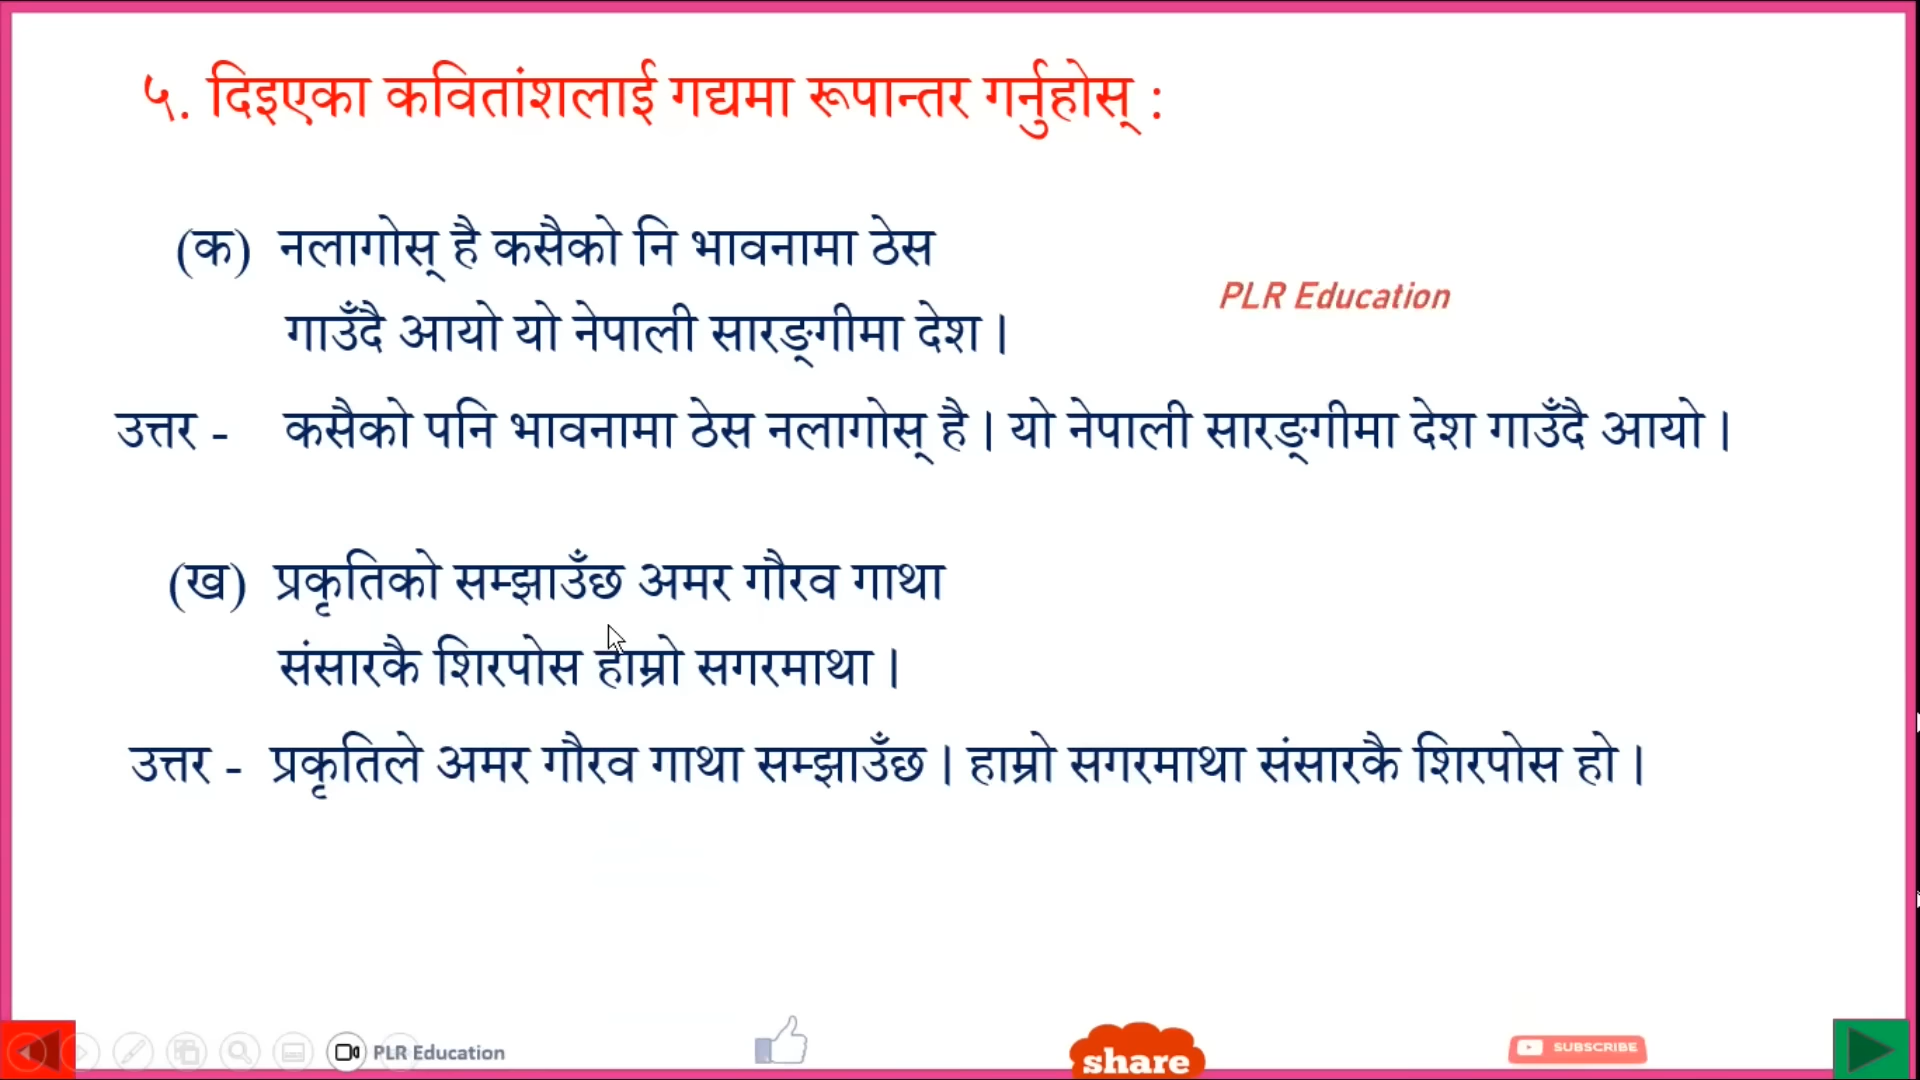 ५. दिइएका कवितांशलाई गद्यमा रूपान्तर गर्नुहोस् :
(क) नलागोस् है कसैको नि भावनामा ठेस
गाउँदै आयो यो नेपाली सारङ्गीमा देश ।
PLR Education
उत्तर - कसैको पनि भावनामा ठेस नलागोस् है । यो नेपाली सारङ्गीमा देश गाउँदै आयो ।
(ख) प्रकृतिको सम्झाउँछ अमर गौरव गाथा
संसारकै शिरपोस हाम्रो सगरमाथा ।
उत्तर - प्रकृतिले अमर गौरव गाथा सम्झाउँछ । हाम्रो सगरमाथा संसारकै शिरपोस हो ।
PLR Education
share
SUBSCRIBE